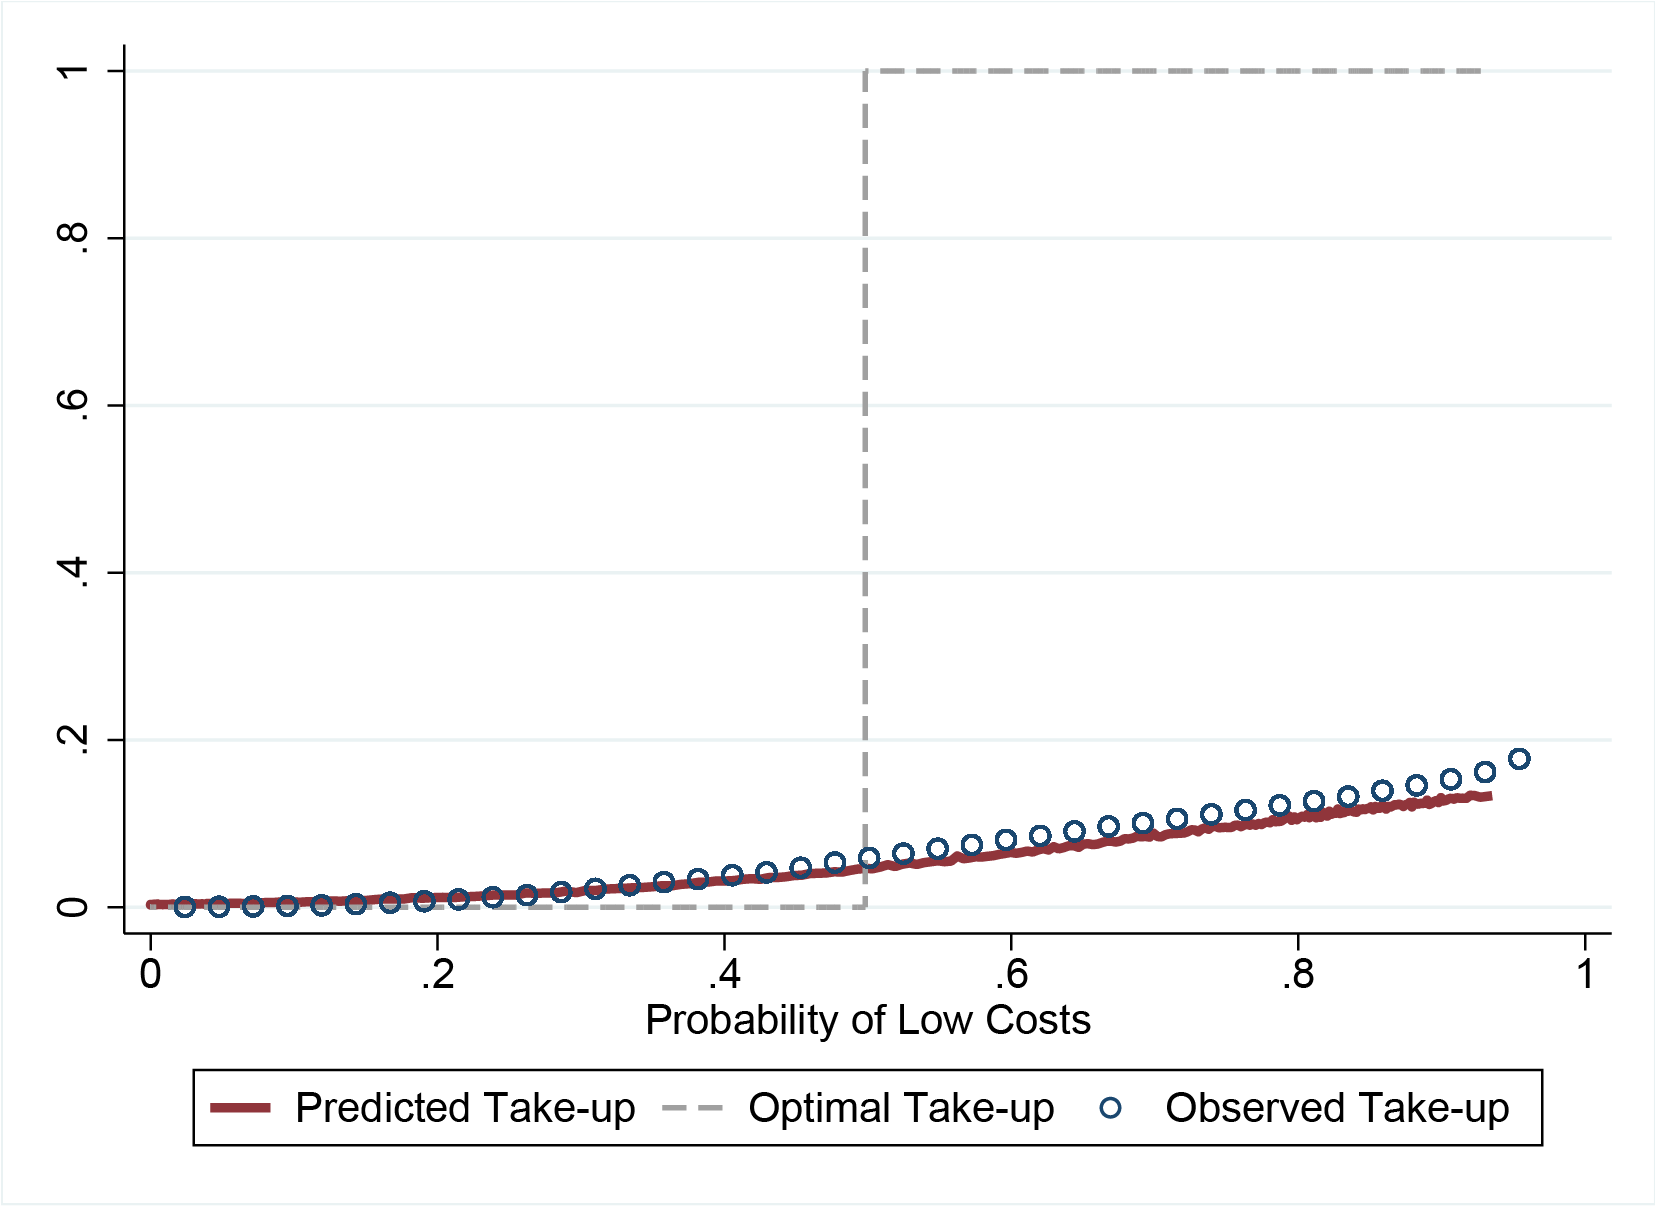 1
.8
.6
.4
.2
0
0 .2 .4 .6 .8 1
Probability of Low Costs
Predicted Take-up Optimal Take-up Observed Take-up